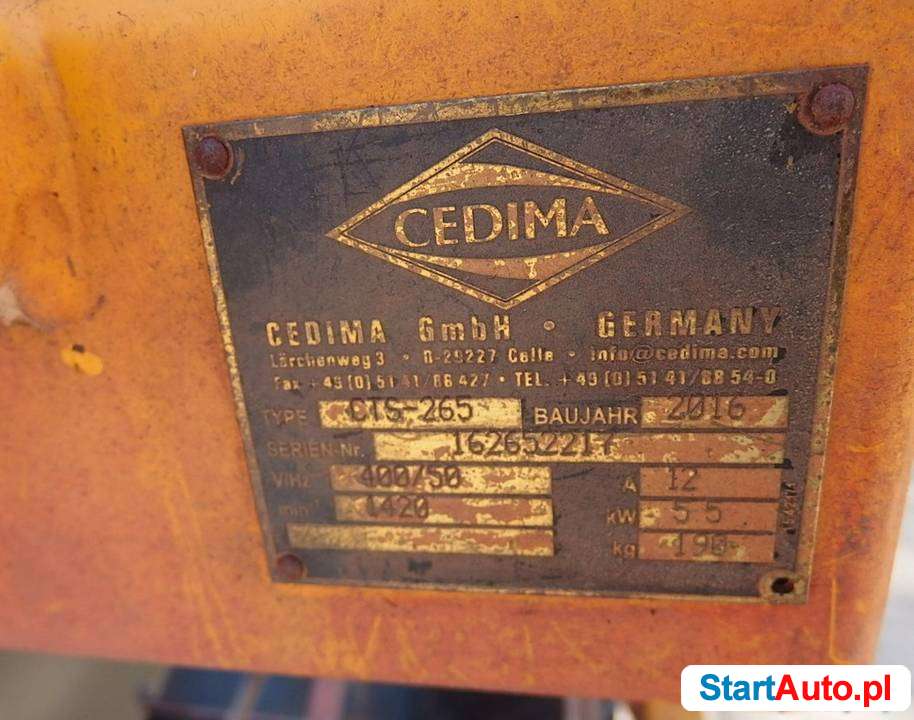 CEDIMA
CEDIMA GmbH • GERMANY
Lärchenweg 3 • D-29227 Celle • info@cedima.com
Fax +49 (0) 51 41/86 427 • TEL. +49 (0) 51 41/88 54-0
TYPE CTS-265 BAUJAHR 2016
SERIEN-Nr. 162652217
V/Hz 400/50 A 12
min⁻¹ 1420 kW 5 5
kg 190
StartAuto.pl